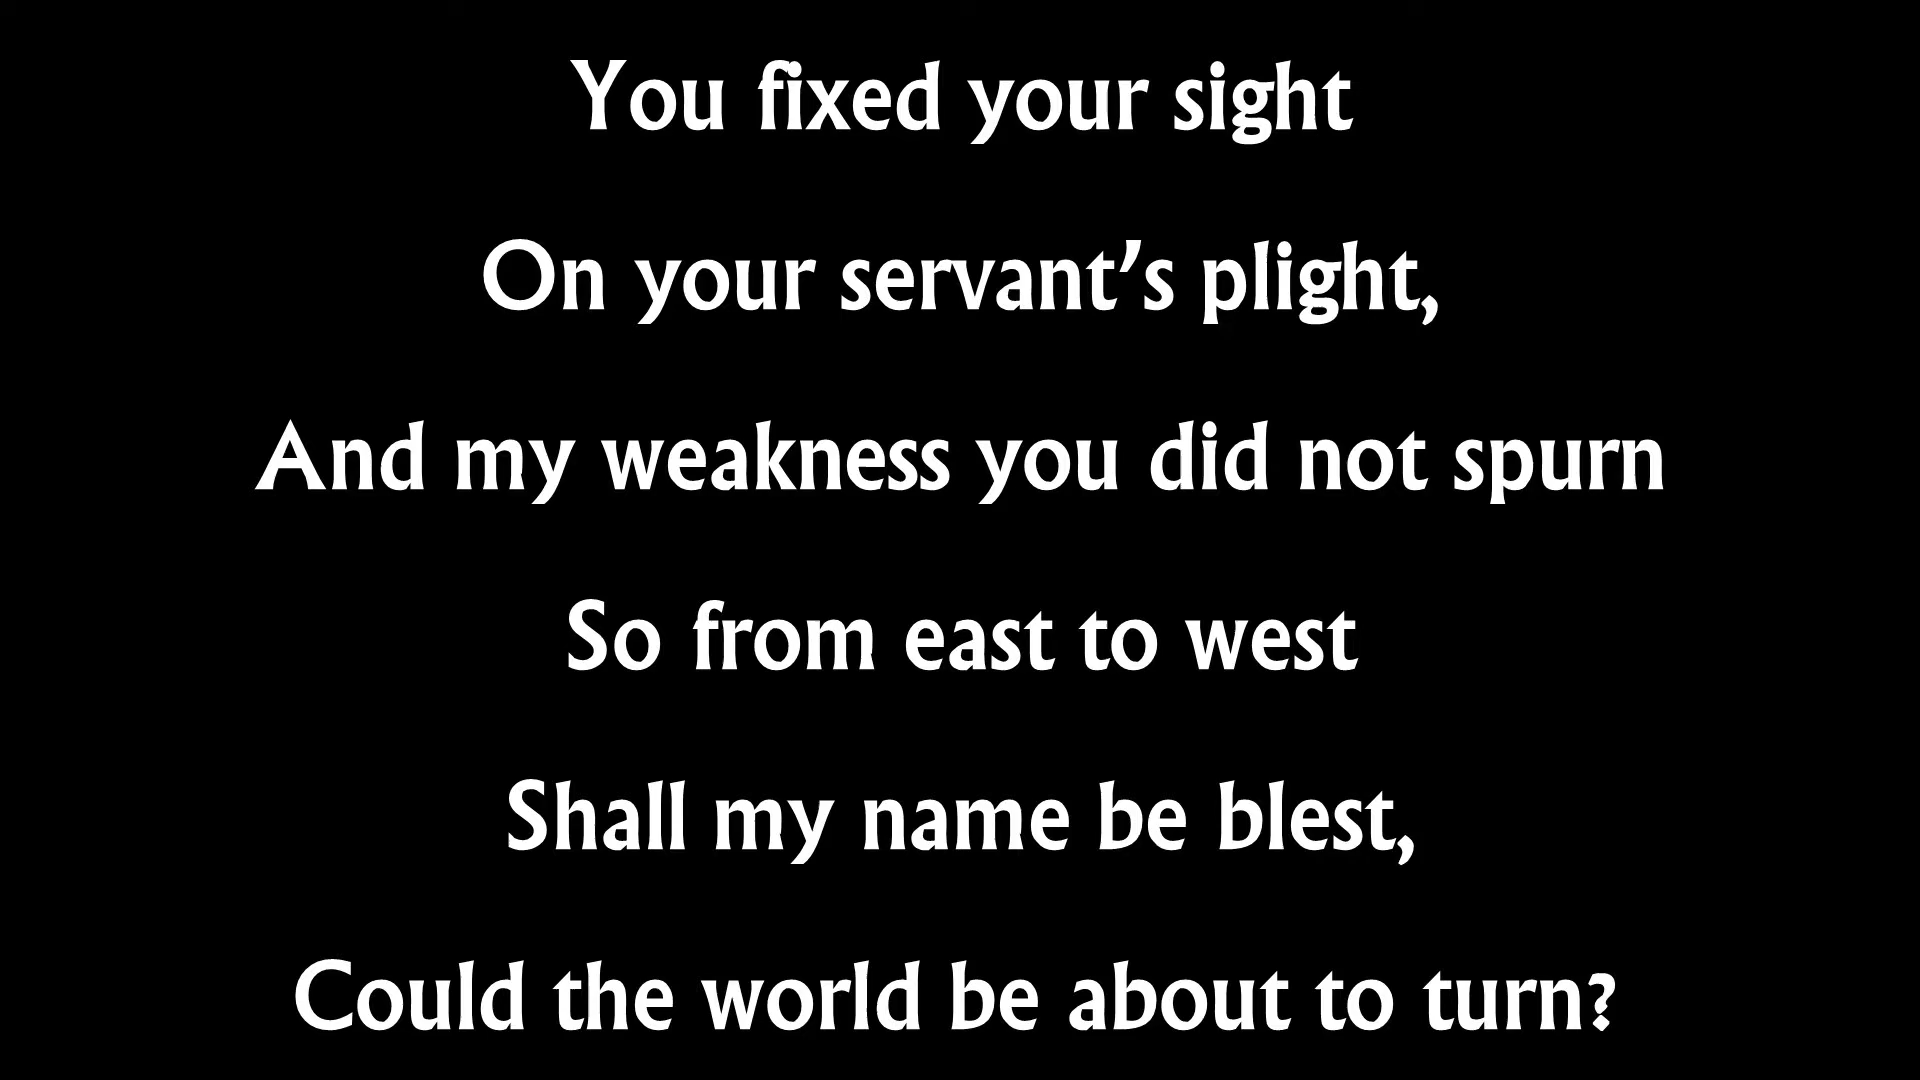 You fixed your sight
On your servant’s plight,
And my weakness you did not spurn
So from east to west
Shall my name be blest,
Could the world be about to turn?